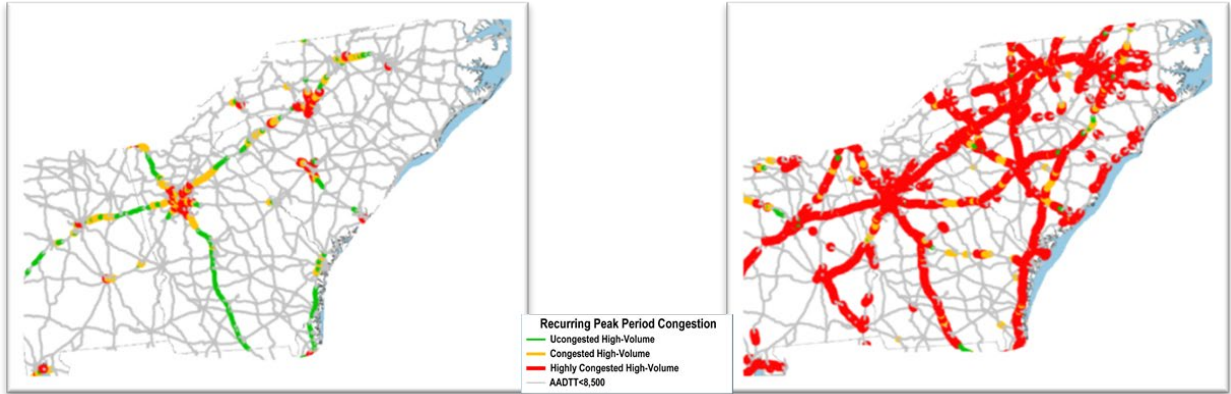 Recurring Peak Period Congestion
Ucongested High-Volume
Congested High-Volume
Highly Congested High-Volume
AADTT<8,500